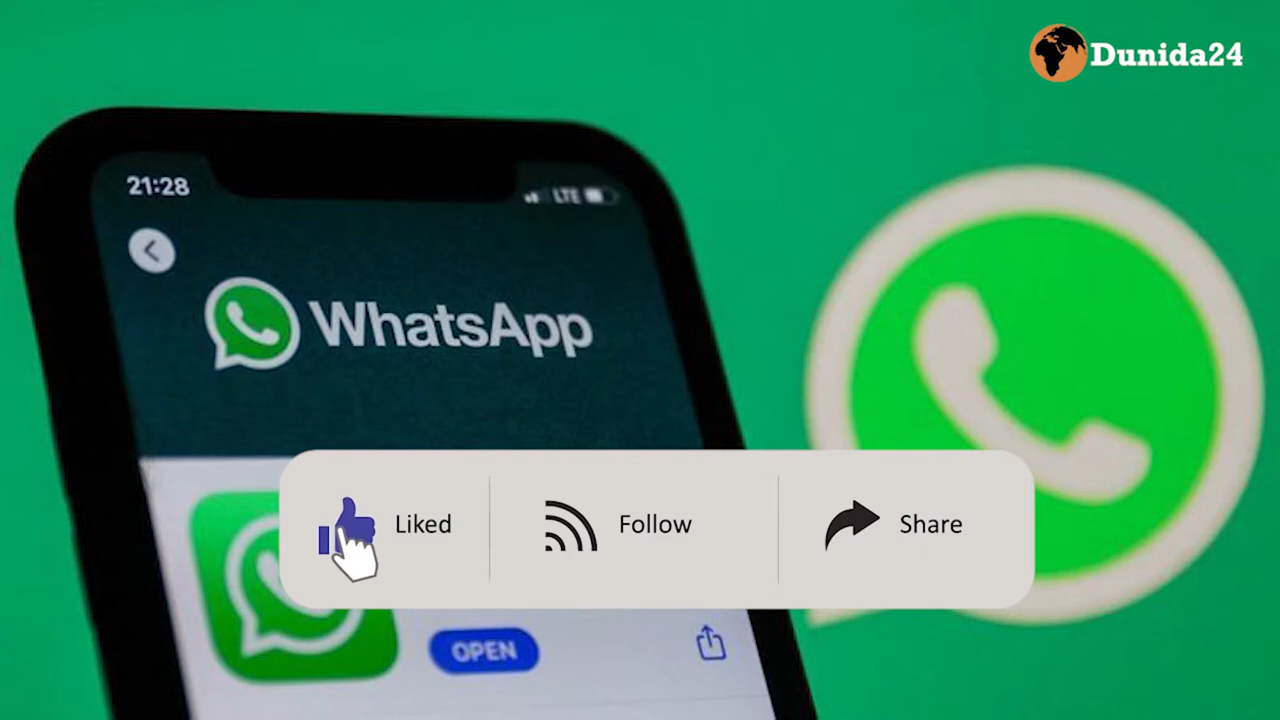 Dunida24
21:28
LTE
WhatsApp
Liked
Follow
Share
OPEN